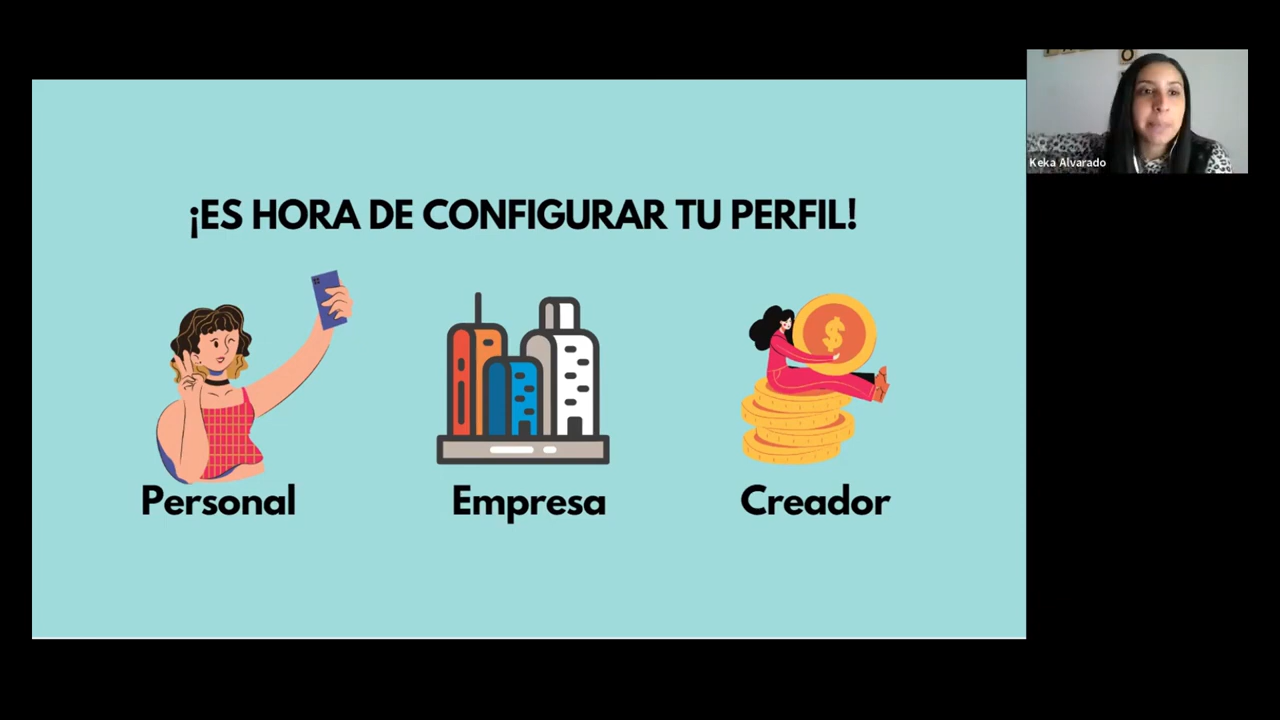 ¡ES HORA DE CONFIGURAR TU PERFIL!
Personal
Empresa
Creador
Keka Alvarado